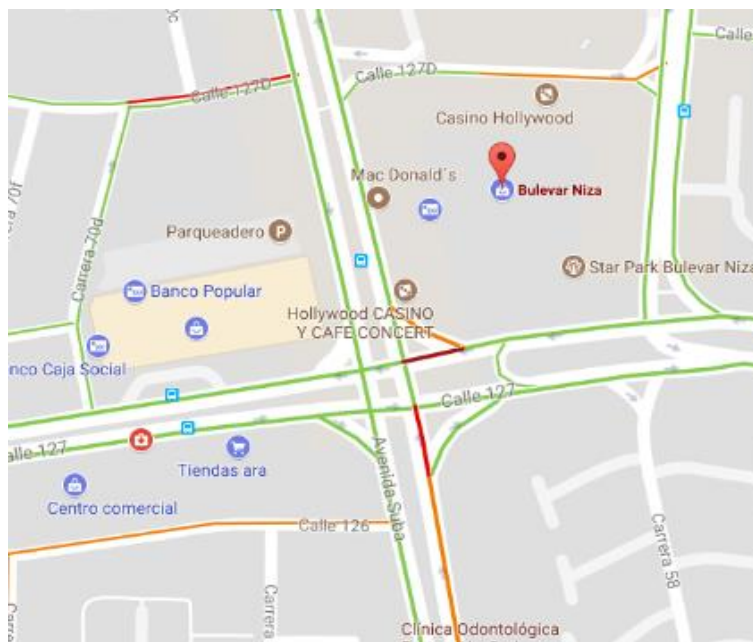 Calle 127D
Calle 127D
Casino Hollywood
Mac Donald´s
Bulevar Niza
Carrera 70d
Parqueadero
P
Star Park Bulevar Niza
Banco Popular
Hollywood CASINO
Y CAFE CONCERT
nco Caja Social
Calle 127
alle 127
Tiendas ara
Avenida Suba
Centro comercial
Calle 126
Carrera 58
Carrera
Clínica Odontológica